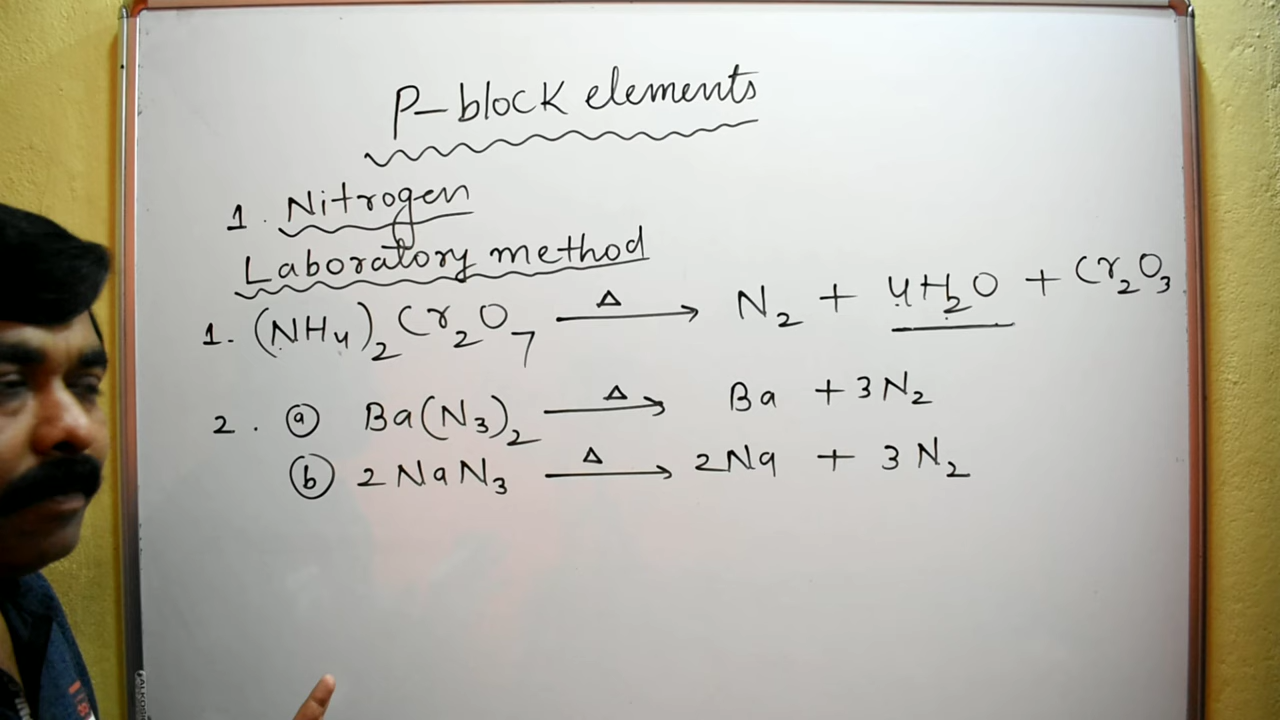 P-block elements
1. Nitrogen
Laboratory method
1. (NH₄)₂Cr₂O₇ —Δ→ N₂ + 4H₂O + Cr₂O₃
2. ⓐ Ba(N₃)₂ —Δ→ Ba + 3N₂
ⓑ 2NaN₃ —Δ→ 2Na + 3N₂